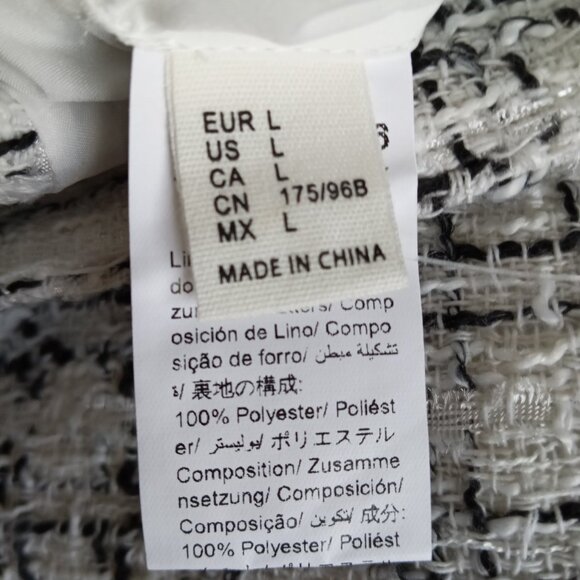 EUR L
US L
CA L
CN 175/96B
MX L
MADE IN CHINA
osición de Lino/ Compo
sição de forro/ تشكيلة مبطن
ة/ 裏地の構成:
100% Polyester/ Poliést
er/ بوليستر/ ポリエステル
Composition/ Zusamme
nsetzung/ Composición/
Composição/ تكوين/ 成分:
100% Polyester/ Poliést